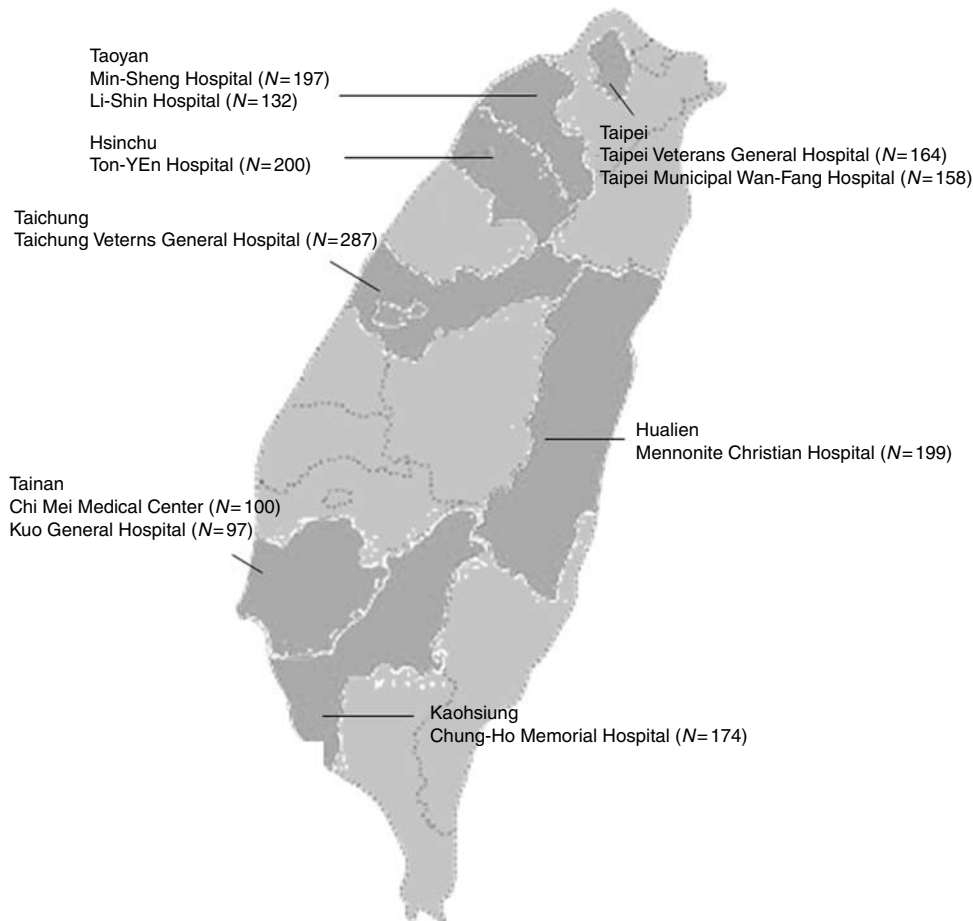 Taoyan
Min-Sheng Hospital (N=197)
Li-Shin Hospital (N=132)
Hsinchu
Ton-YEn Hospital (N=200)
Taipei
Taipei Veterans General Hospital (N=164)
Taipei Municipal Wan-Fang Hospital (N=158)
Taichung
Taichung Veterns General Hospital (N=287)
Hualien
Mennonite Christian Hospital (N=199)
Tainan
Chi Mei Medical Center (N=100)
Kuo General Hospital (N=97)
Kaohsiung
Chung-Ho Memorial Hospital (N=174)